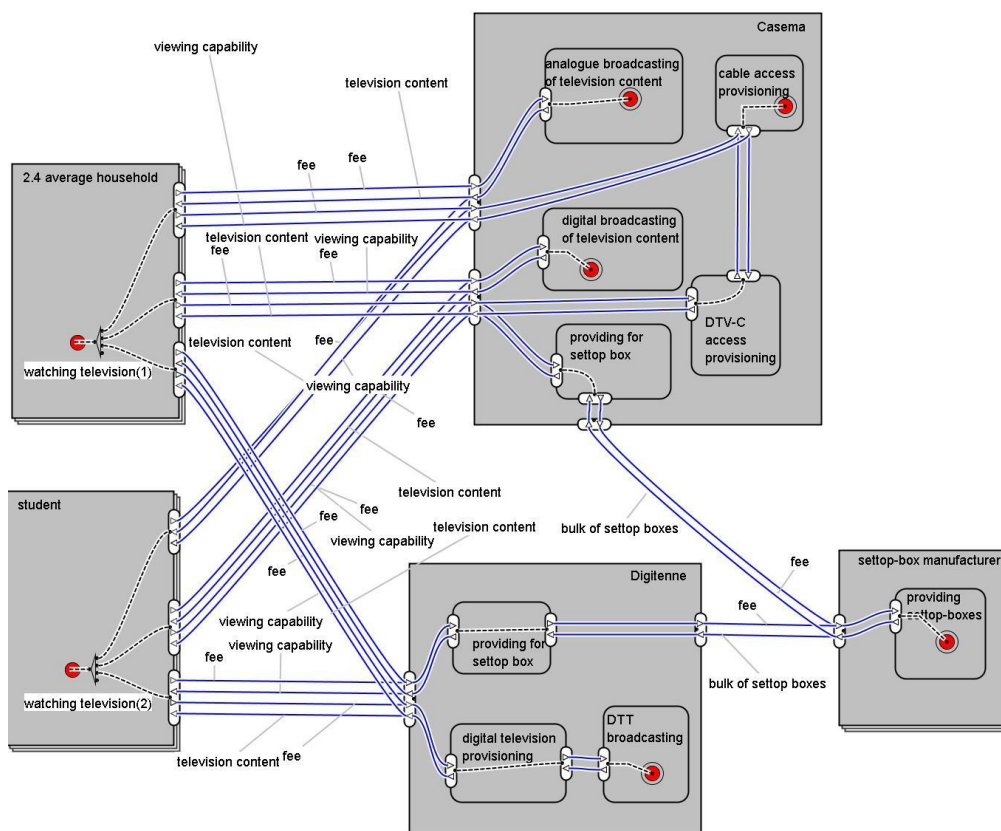 Casema
viewing capability
analogue broadcasting
of television content
cable access
provisioning
television content
2.4 average household
fee
fee
fee
television content
fee
viewing capability
fee
fee
digital broadcasting
of television content
DTV-C
access
provisioning
providing for
settop box
television content
fee
viewing capability
watching television(1)
fee
television content
student
fee
fee
viewing capability
television content
bulk of settop boxes
fee
Digitenne
fee
settop-box manufacturer
providing
settop-boxes
fee
viewing capability
viewing capability
providing for
settop box
fee
bulk of settop boxes
watching television(2)
DTT
broadcasting
digital television
provisioning
television content
fee